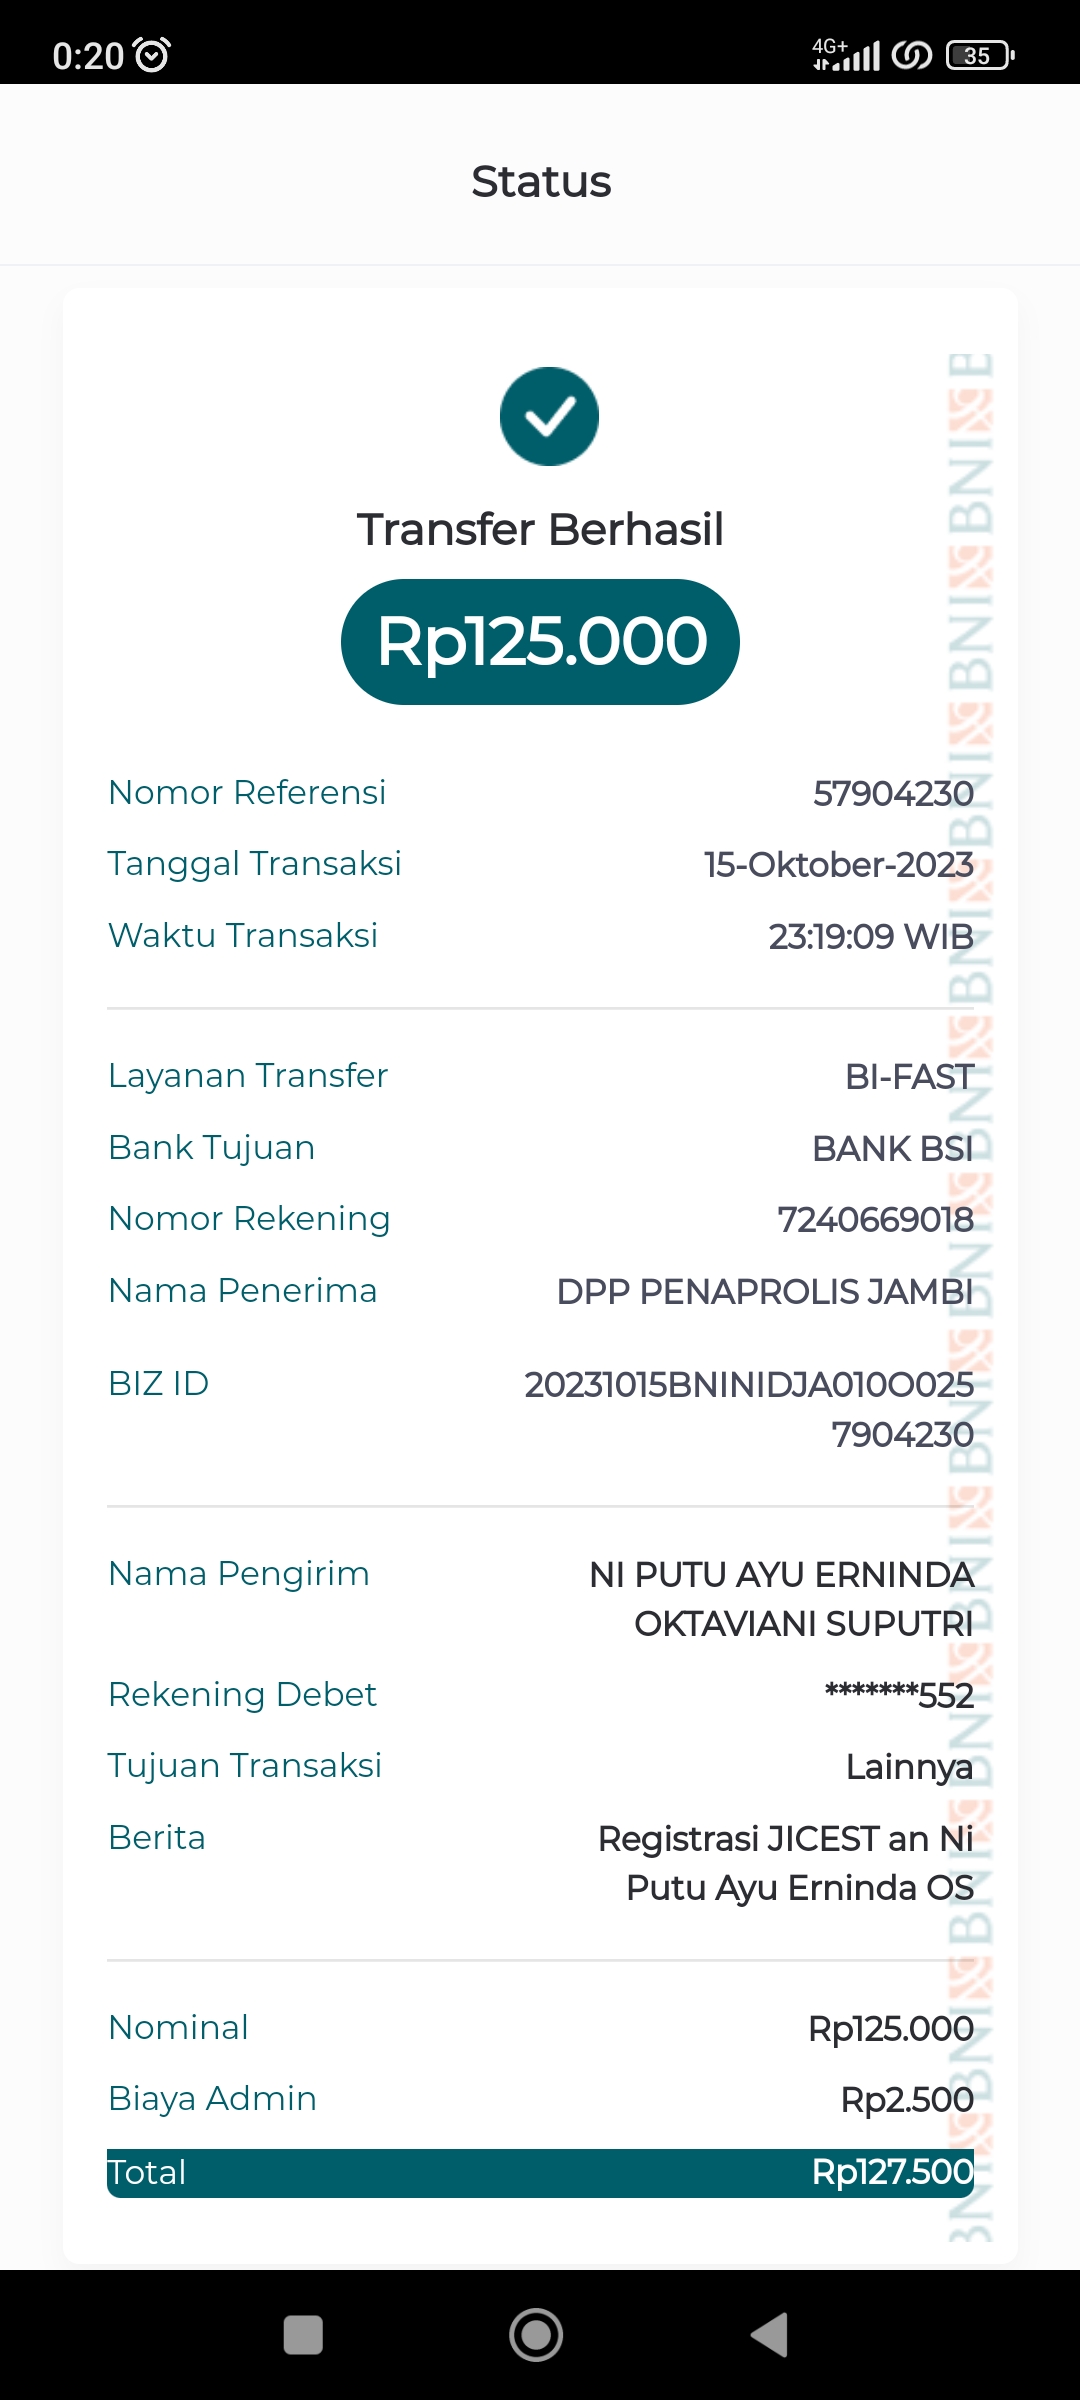 0:20
4G+
35
Status
Transfer Berhasil
Rp125.000
Nomor Referensi 57904230
Tanggal Transaksi 15-Oktober-2023
Waktu Transaksi 23:19:09 WIB
Layanan Transfer BI-FAST
Bank Tujuan BANK BSI
Nomor Rekening 7240669018
Nama Penerima DPP PENAPROLIS JAMBI
BIZ ID 20231015BNINIDJA010O025
7904230
Nama Pengirim NI PUTU AYU ERNINDA
OKTAVIANI SUPUTRI
Rekening Debet *******552
Tujuan Transaksi Lainnya
Berita Registrasi JICEST an Ni
Putu Ayu Erninda OS
Nominal Rp125.000
Biaya Admin Rp2.500
Total Rp127.500
BNI BNI BNI BNI BNI BNI BNI BNI BNI BNI BNI BNI